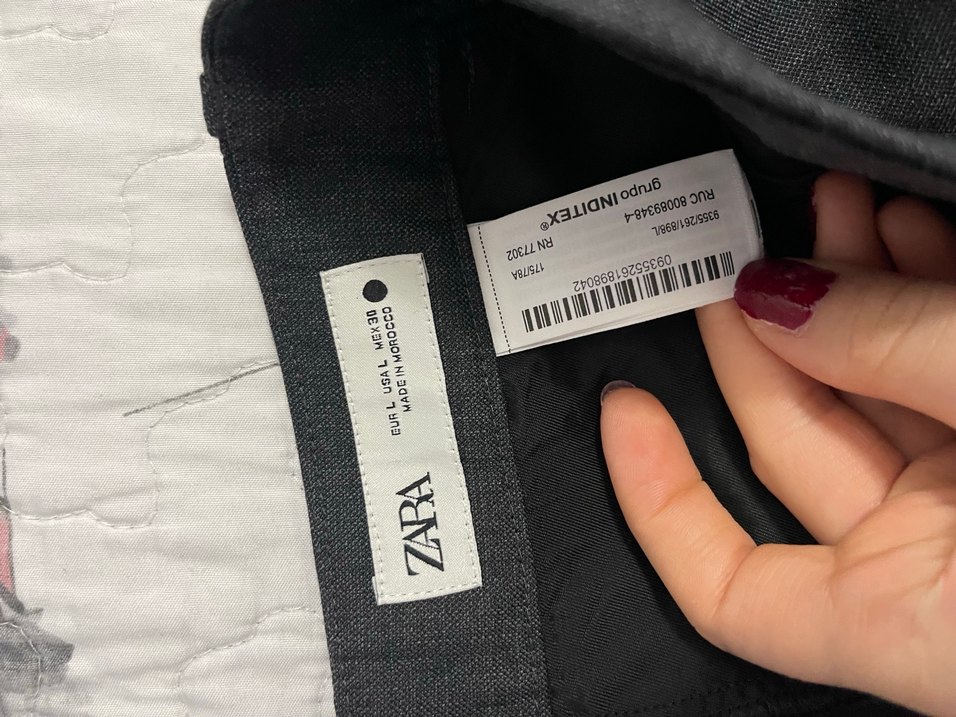 ZARA
EUR L USA L MEX 30
MADE IN MOROCCO
09355261898042
175/78A
9355/261/898/L
RN 77302
RUC 80089348-4
grupo INDITEX®